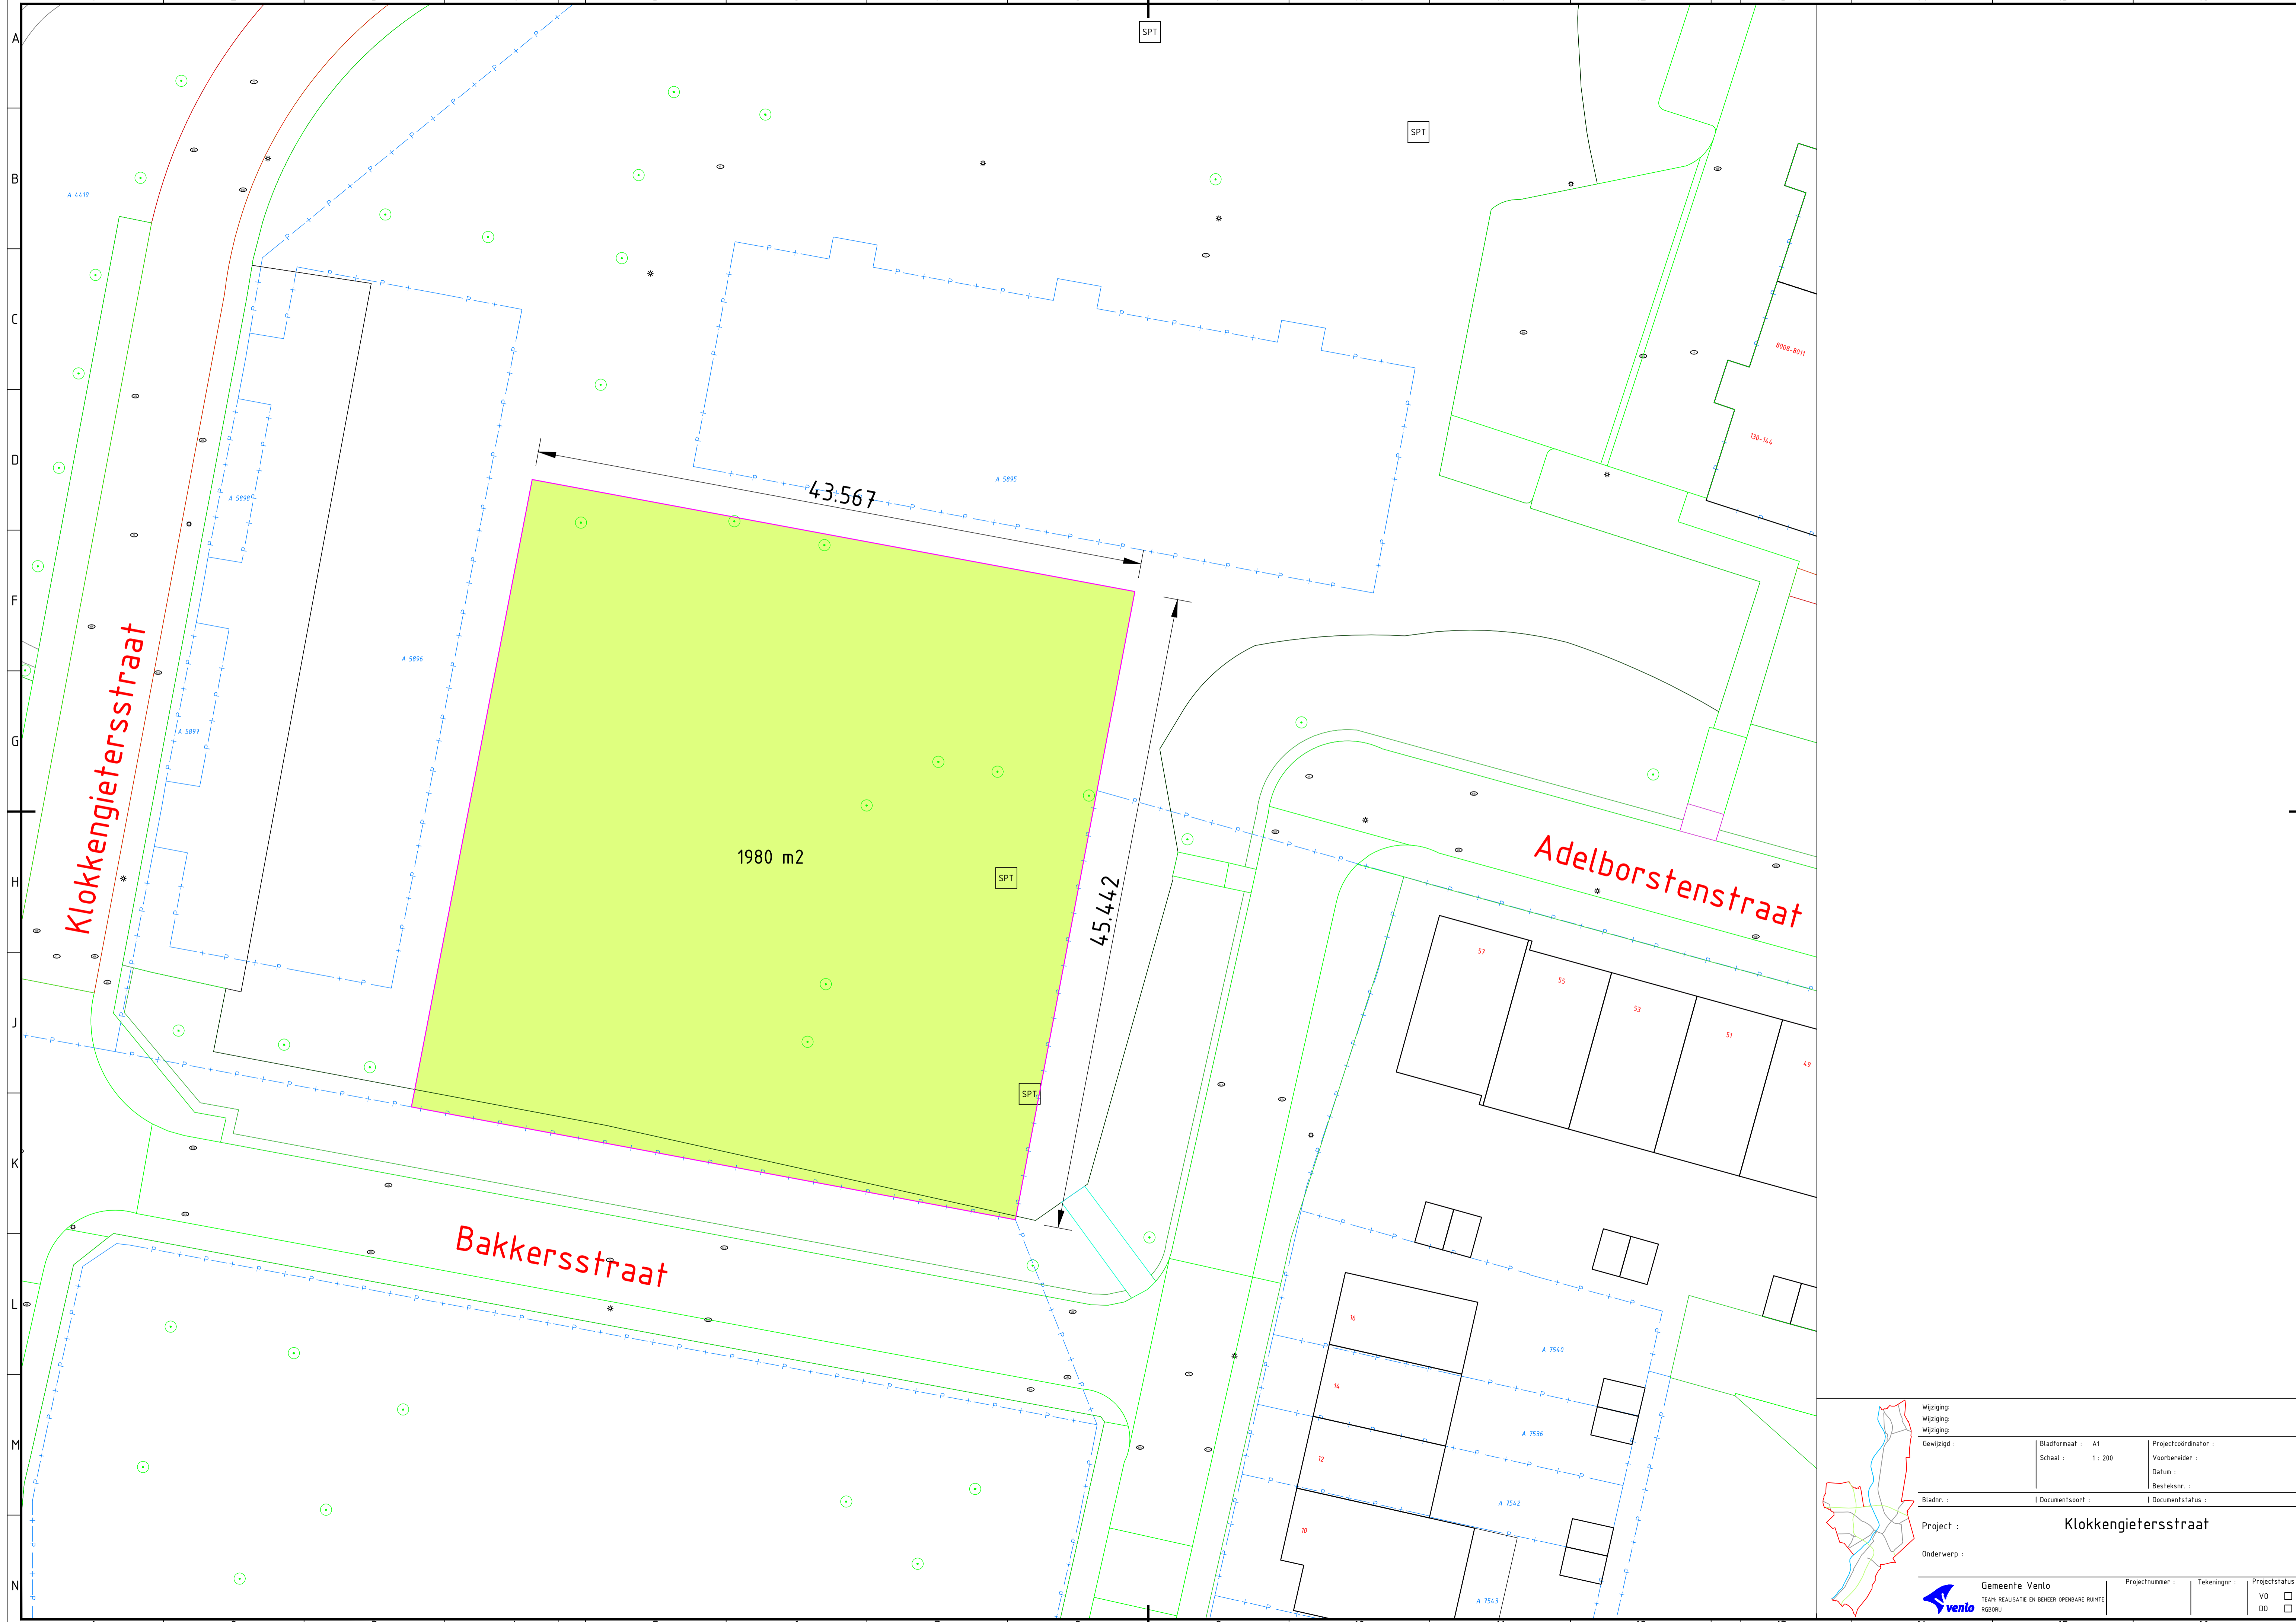 A
B
C
D
F
G
H
J
K
L
M
N
SPT
SPT
A 4419
8008-8011
130-144
A 5895
43.567
A 5898
A 5896
A 5897
Klokkengietersstraat
1980 m2
SPT
45.442
Adelborstenstraat
57
55
53
51
49
SPT
Bakkersstraat
16
14
12
10
A 7540
A 7536
A 7542
A 7543
Wijziging:
Wijziging:
Wijziging:
Gewijzigd :
Bladformaat : A1
Schaal : 1 : 200
Projectcoördinator :
Voorbereider :
Datum :
Besteksnr. :
Bladnr. :
Documentsoort :
Documentstatus :
Project : Klokkengietersstraat
Onderwerp :
venlo
Gemeente Venlo
TEAM REALISATIE EN BEHEER OPENBARE RUIMTE
RGBORU
Projectnummer :
Tekeningnr :
Projectstatus
VO
DO